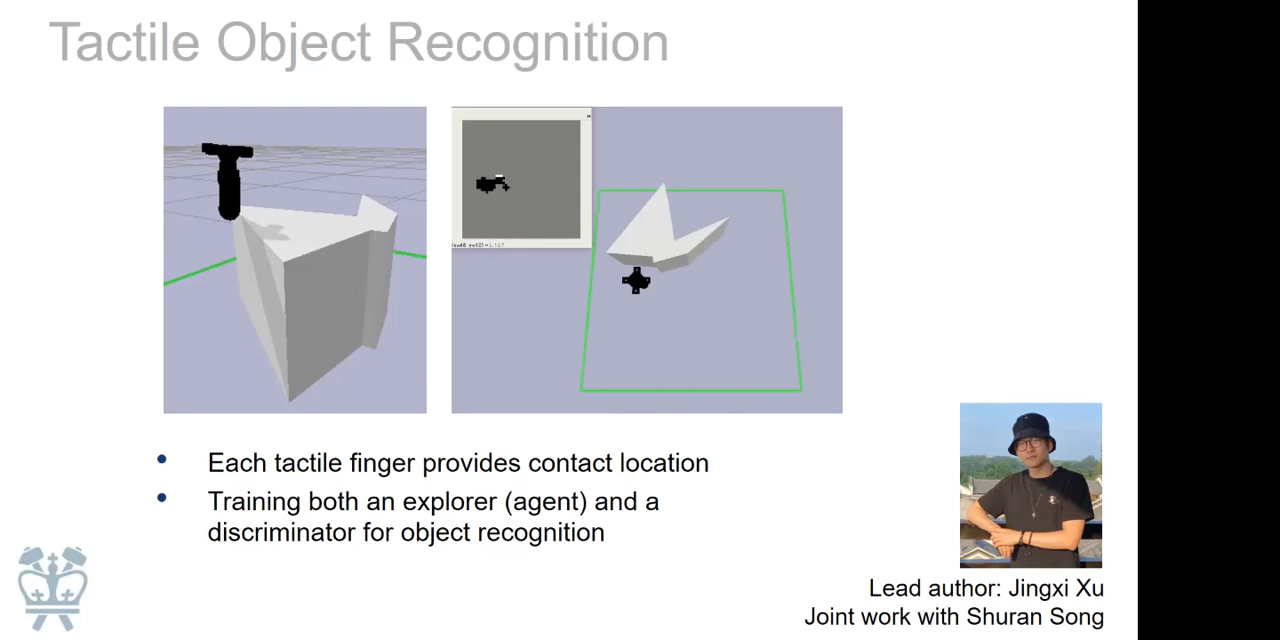 Tactile Object Recognition
Each tactile finger provides contact location
Training both an explorer (agent) and a
discriminator for object recognition
Lead author: Jingxi Xu
Joint work with Shuran Song